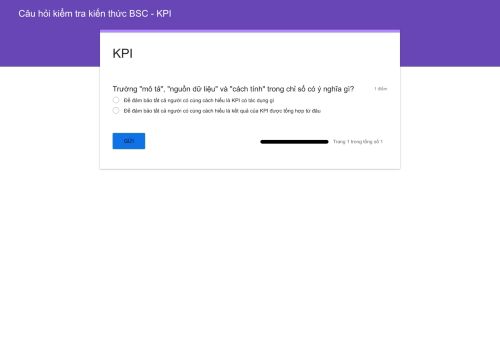 Câu hỏi kiểm tra kiến thức BSC - KPI
KPI
Trường "mô tả", "nguồn dữ liệu" và "cách tính" trong chỉ số có ý nghĩa gì?
1 điểm
Để đảm bảo tất cả người có cùng cách hiểu là KPI có tác dụng gì
Để đảm bảo tất cả người có cùng cách hiểu là kết quả của KPI được tổng hợp từ đâu
GỬI
Trang 1 trong tổng số 1